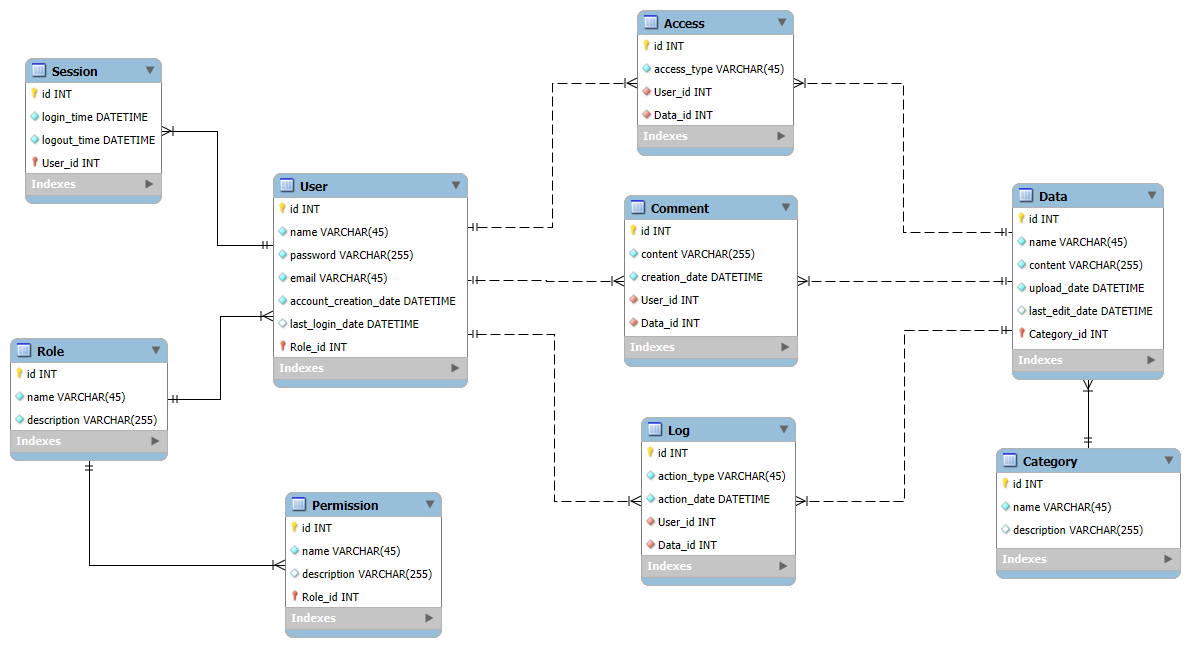 Session
id INT
login_time DATETIME
logout_time DATETIME
User_id INT
Indexes
User
id INT
name VARCHAR(45)
password VARCHAR(255)
email VARCHAR(45)
account_creation_date DATETIME
last_login_date DATETIME
Role_id INT
Indexes
Role
id INT
name VARCHAR(45)
description VARCHAR(255)
Indexes
Permission
id INT
name VARCHAR(45)
description VARCHAR(255)
Role_id INT
Indexes
Access
id INT
access_type VARCHAR(45)
User_id INT
Data_id INT
Indexes
Comment
id INT
content VARCHAR(255)
creation_date DATETIME
User_id INT
Data_id INT
Indexes
Log
id INT
action_type VARCHAR(45)
action_date DATETIME
User_id INT
Data_id INT
Indexes
Data
id INT
name VARCHAR(45)
content VARCHAR(255)
upload_date DATETIME
last_edit_date DATETIME
Category_id INT
Indexes
Category
id INT
name VARCHAR(45)
description VARCHAR(255)
Indexes